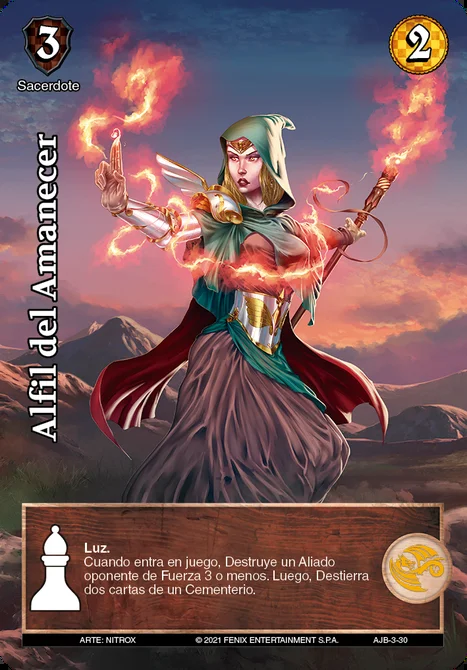 3
2
Sacerdote
Alfil del Amanecer
Luz.
Cuando entra en juego, Destruye un Aliado
oponente de Fuerza 3 o menos. Luego, Destierra
dos cartas de un Cementerio.
ARTE: NITROX
© 2021 FENIX ENTERTAINMENT S.P.A.
AJB-3-30